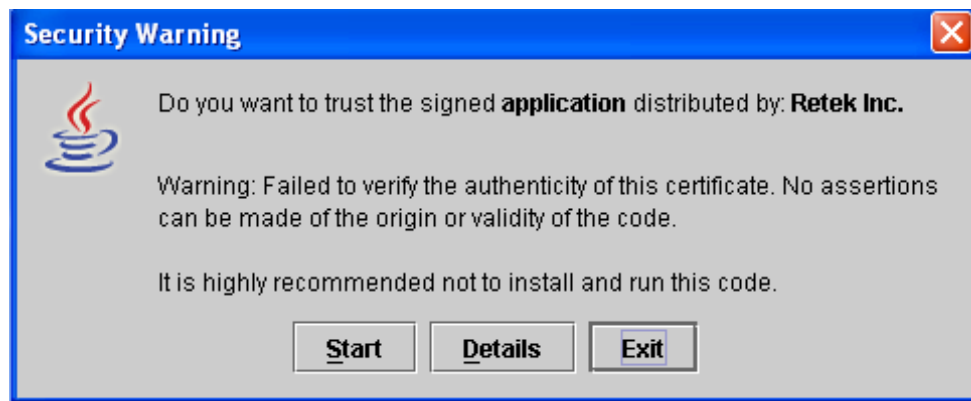 Security Warning
Do you want to trust the signed application distributed by: Retek Inc.
Warning: Failed to verify the authenticity of this certificate. No assertions
can be made of the origin or validity of the code.
It is highly recommended not to install and run this code.
Start Details Exit